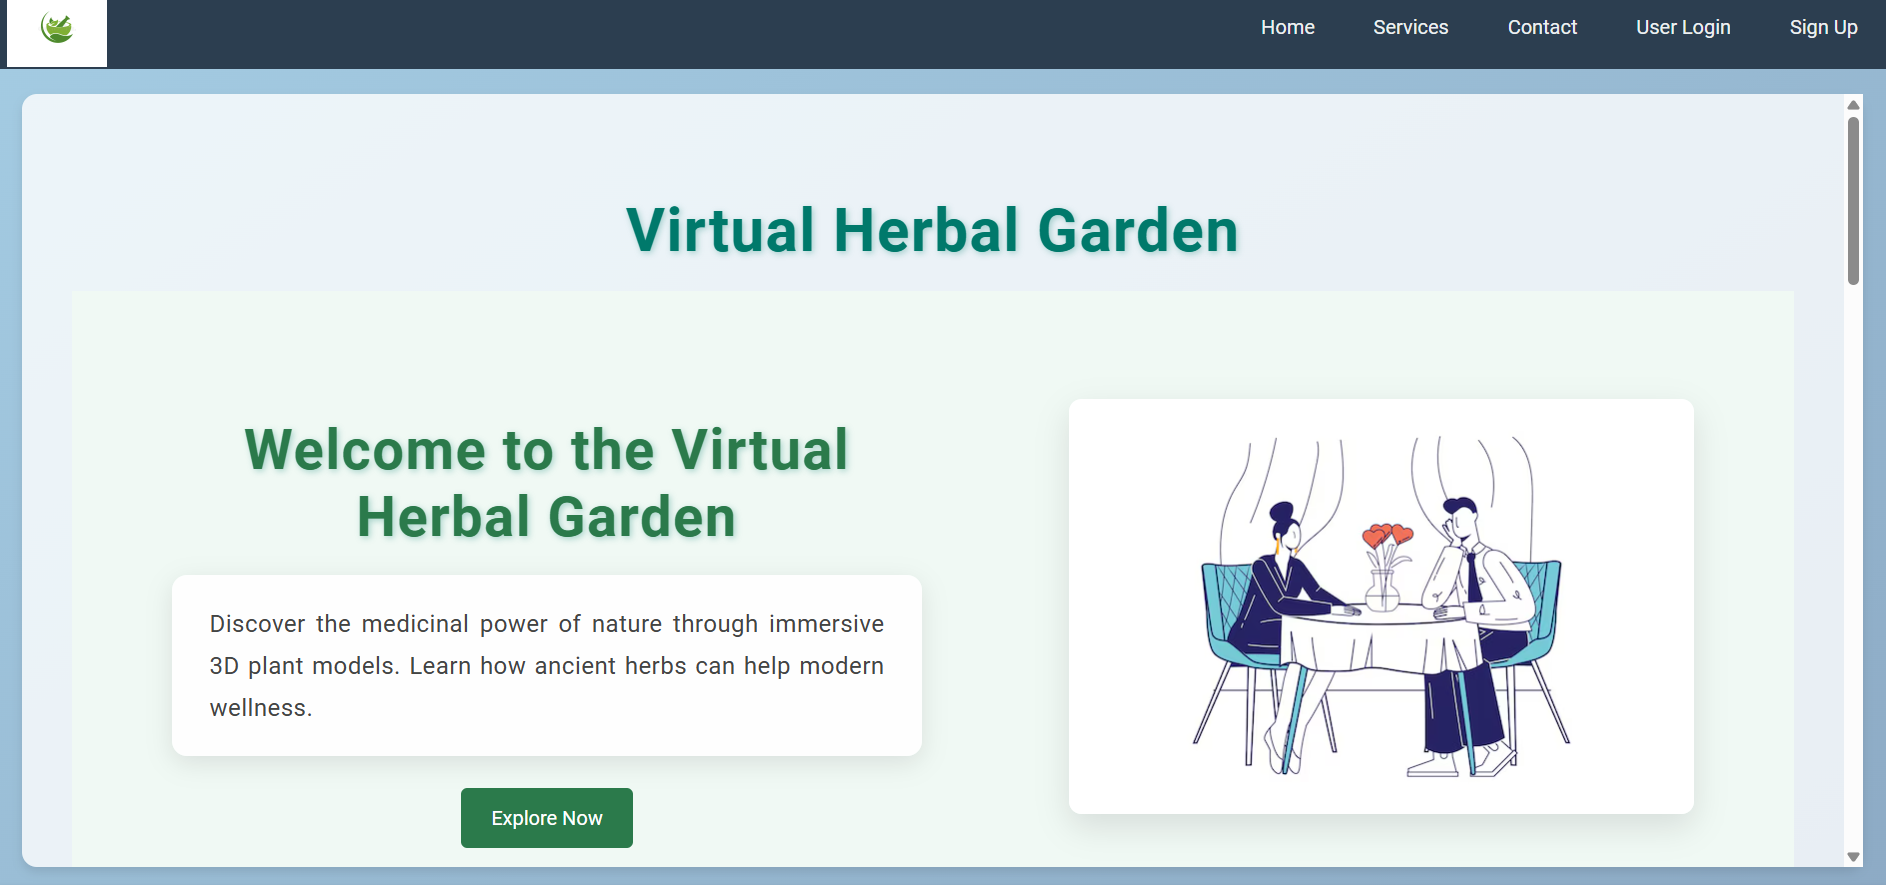 Home Services Contact User Login Sign Up
Virtual Herbal Garden
Welcome to the Virtual
Herbal Garden
Discover the medicinal power of nature through immersive
3D plant models. Learn how ancient herbs can help modern
wellness.
Explore Now